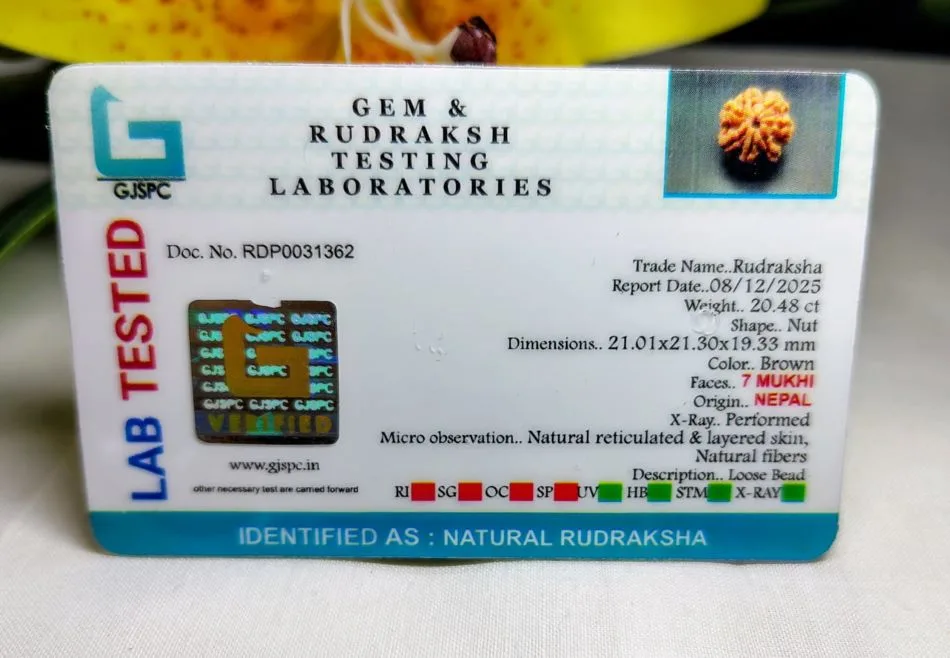 GEM &
RUDRAKSH
TESTING
LABORATORIES
GJSPC
LAB TESTED
Doc. No. RDP0031362
GJSPC GJSPC GJSPC
VERIFIED
www.gjspc.in
other necessary test are carried forward
Trade Name..Rudraksha
Report Date..08/12/2025
Weight.. 20.48 ct
Shape.. Nut
Dimensions.. 21.01x21.30x19.33 mm
Color.. Brown
Faces.. 7 MUKHI
Origin.. NEPAL
X-Ray.. Performed
Micro observation.. Natural reticulated & layered skin,
Natural fibers
Description.. Loose Bead
RI SG OC SP UV HB STM X-RAY
IDENTIFIED AS : NATURAL RUDRAKSHA